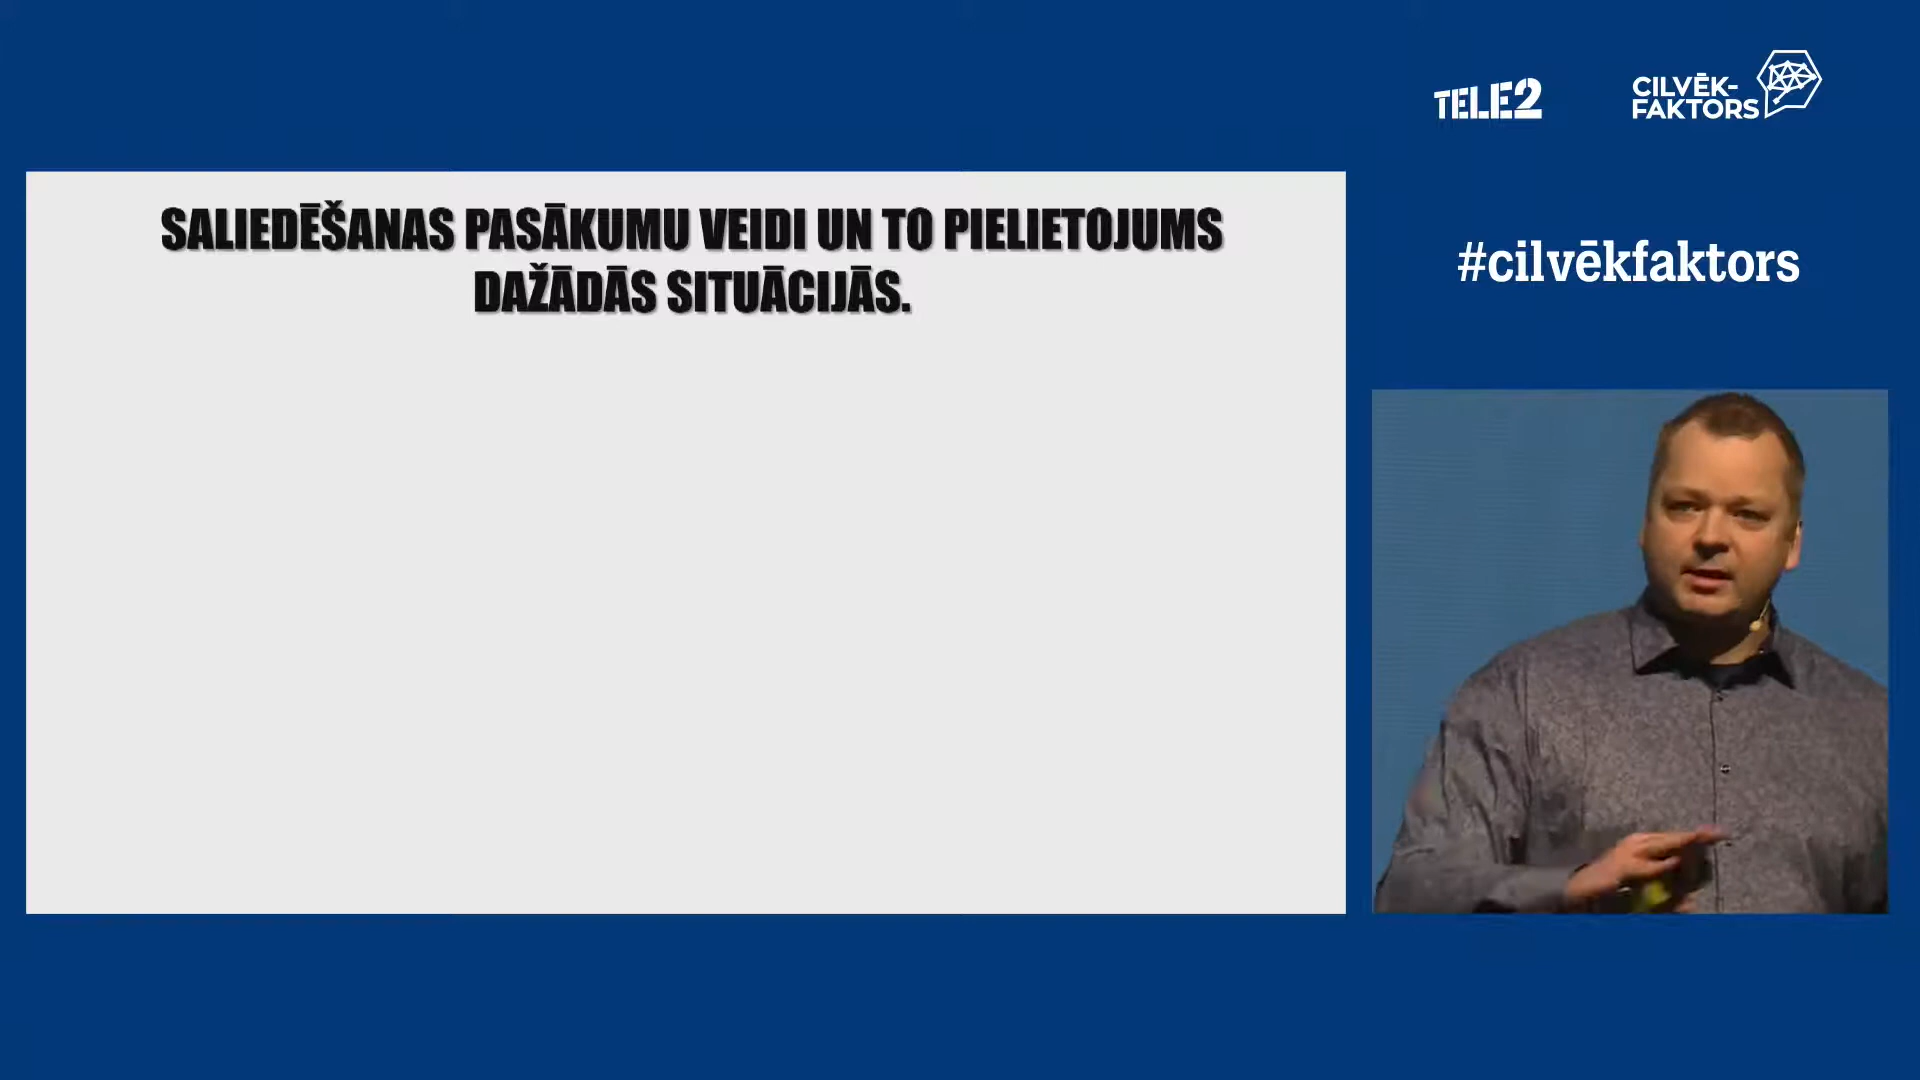 TELE2
CILVĒK-
FAKTORS
SALIEDĒŠANAS PASĀKUMU VEIDI UN TO PIELIETOJUMS
DAŽĀDĀS SITUĀCIJĀS.
#cilvēkfaktors